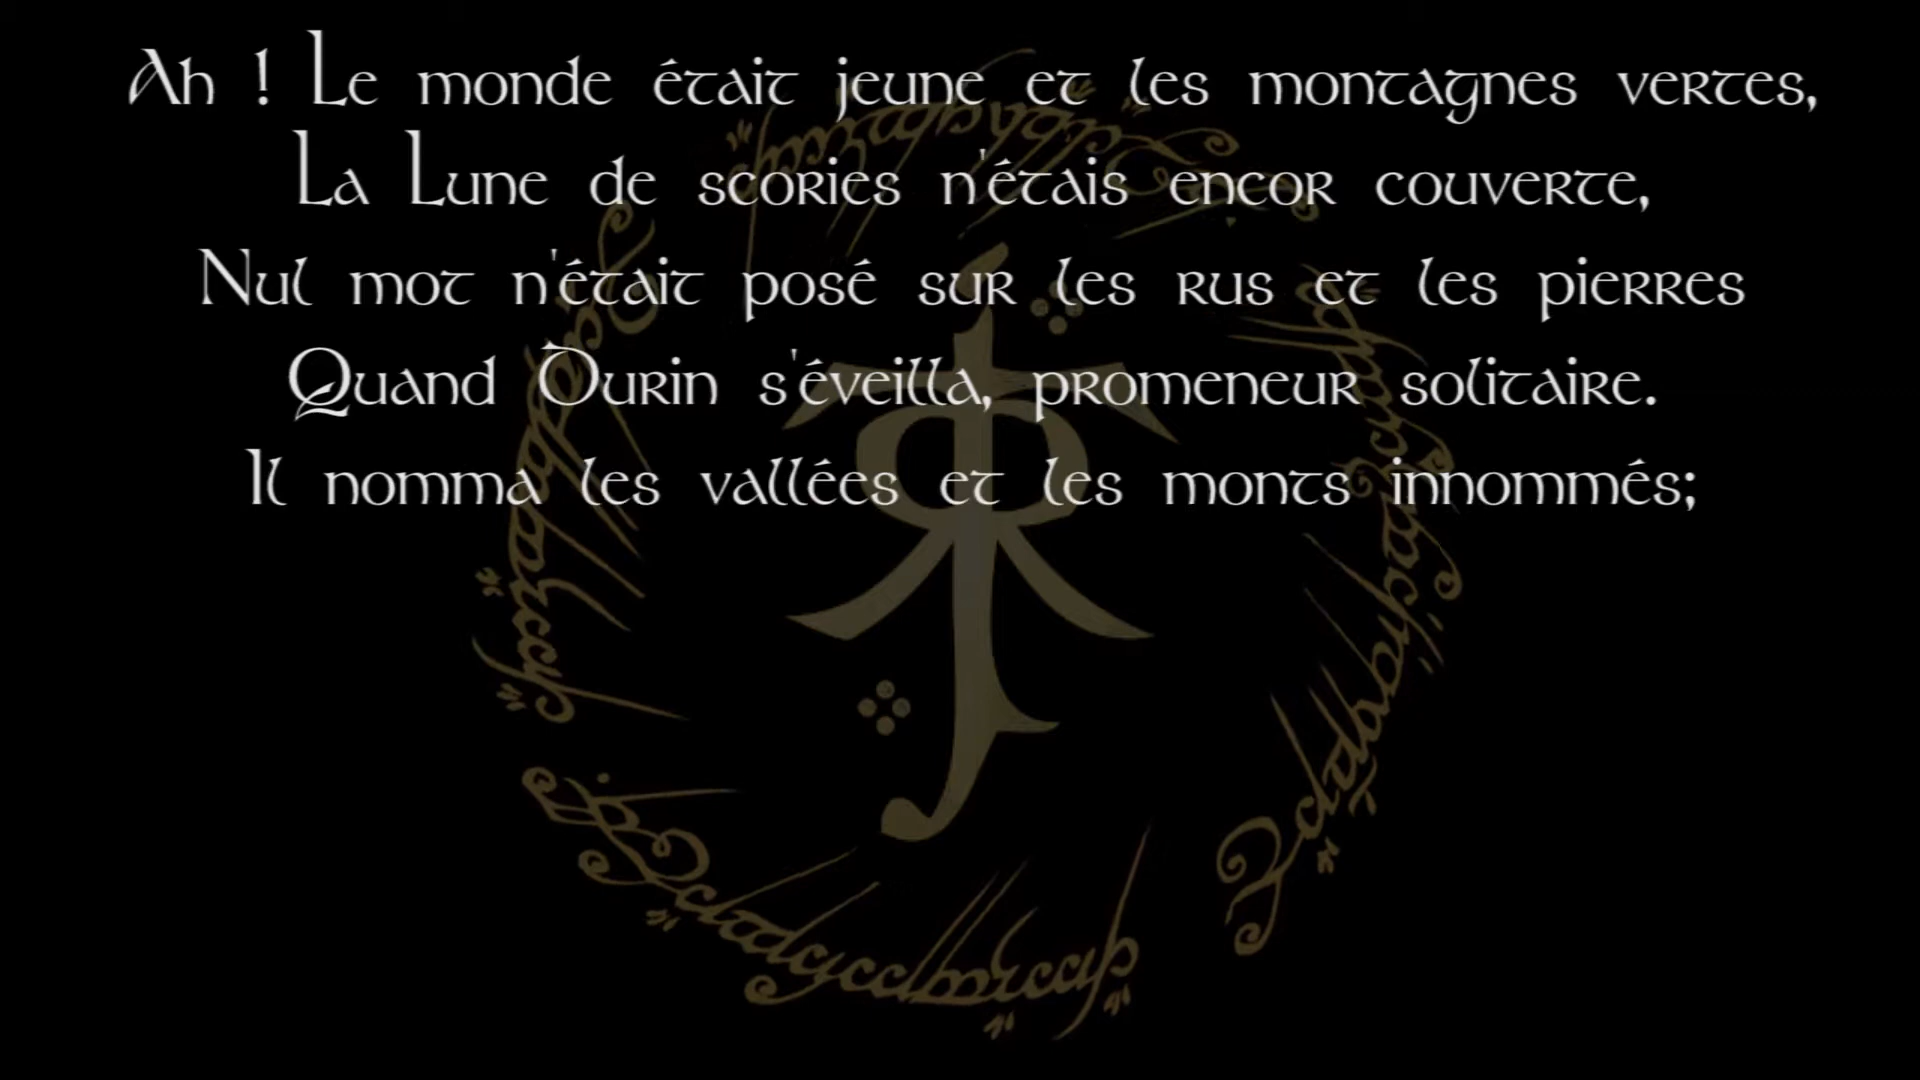 Ah ! Le monde était jeune et les montagnes vertes,
La Lune de scories n'étais encor couverte,
Nul mot n'était posé sur les rus et les pierres
Quand Durin s'éveilla, promeneur solitaire.
Il nomma les vallées et les monts innommés;